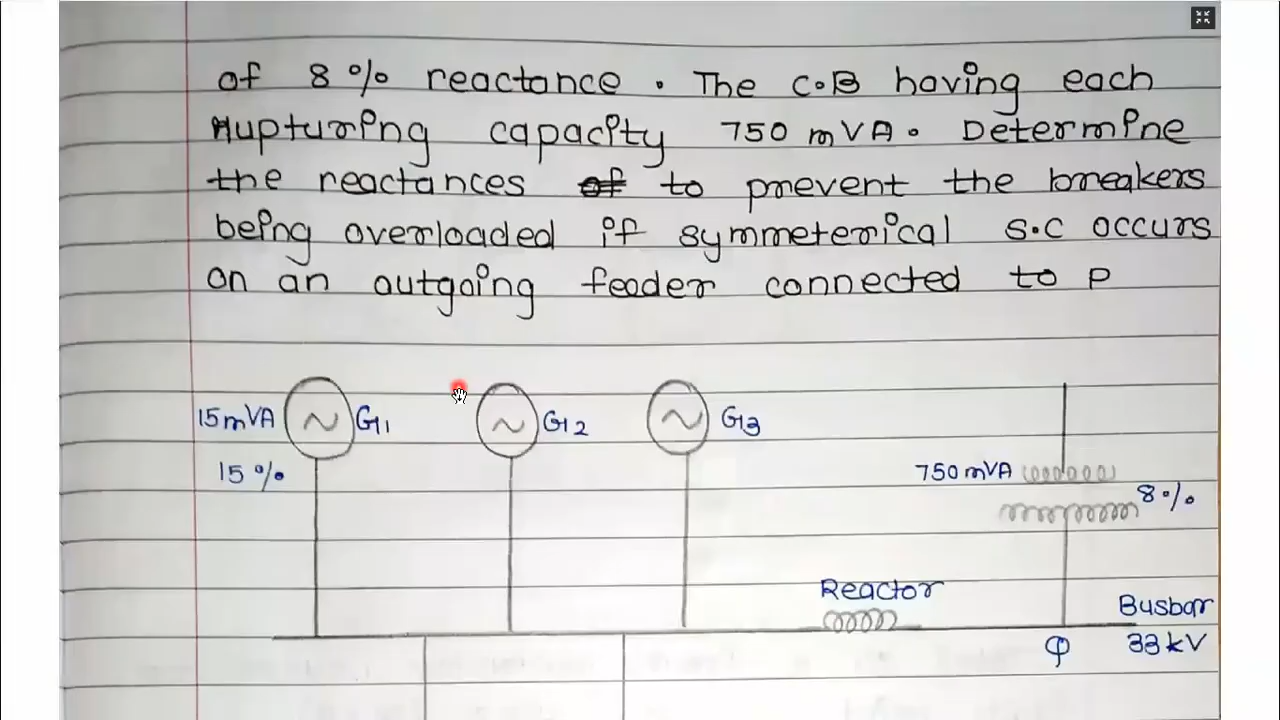 of 8% reactance. The C.B having each
rupturing capacity 750 mVA. Determine
the reactances of to prevent the breakers
being overloaded if symmeterical S.C occurs
on an outgoing feeder connected to P
15mVA G1 G2 G3
15% 750mVA 8%
Reactor
Busbar
33kV